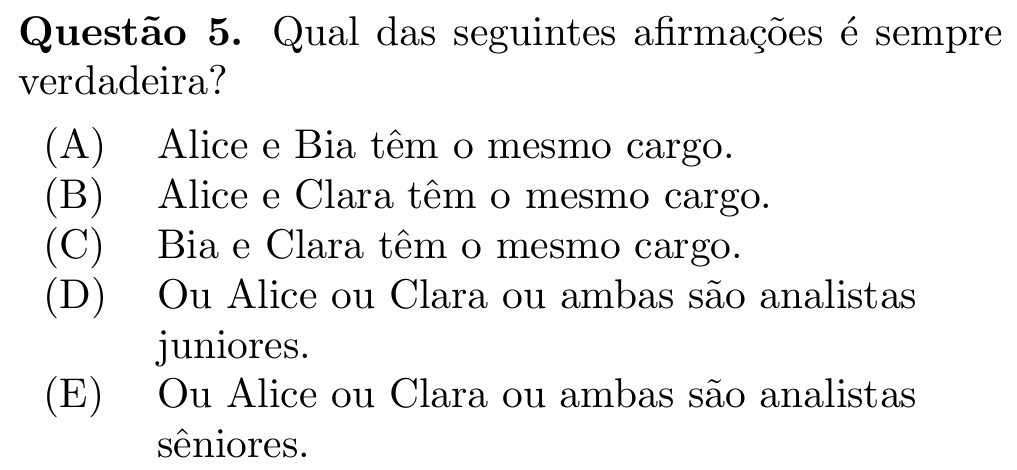 Questão 5. Qual das seguintes afirmações é sempre
verdadeira?
(A) Alice e Bia têm o mesmo cargo.
(B) Alice e Clara têm o mesmo cargo.
(C) Bia e Clara têm o mesmo cargo.
(D) Ou Alice ou Clara ou ambas são analistas
juniores.
(E) Ou Alice ou Clara ou ambas são analistas
sêniores.